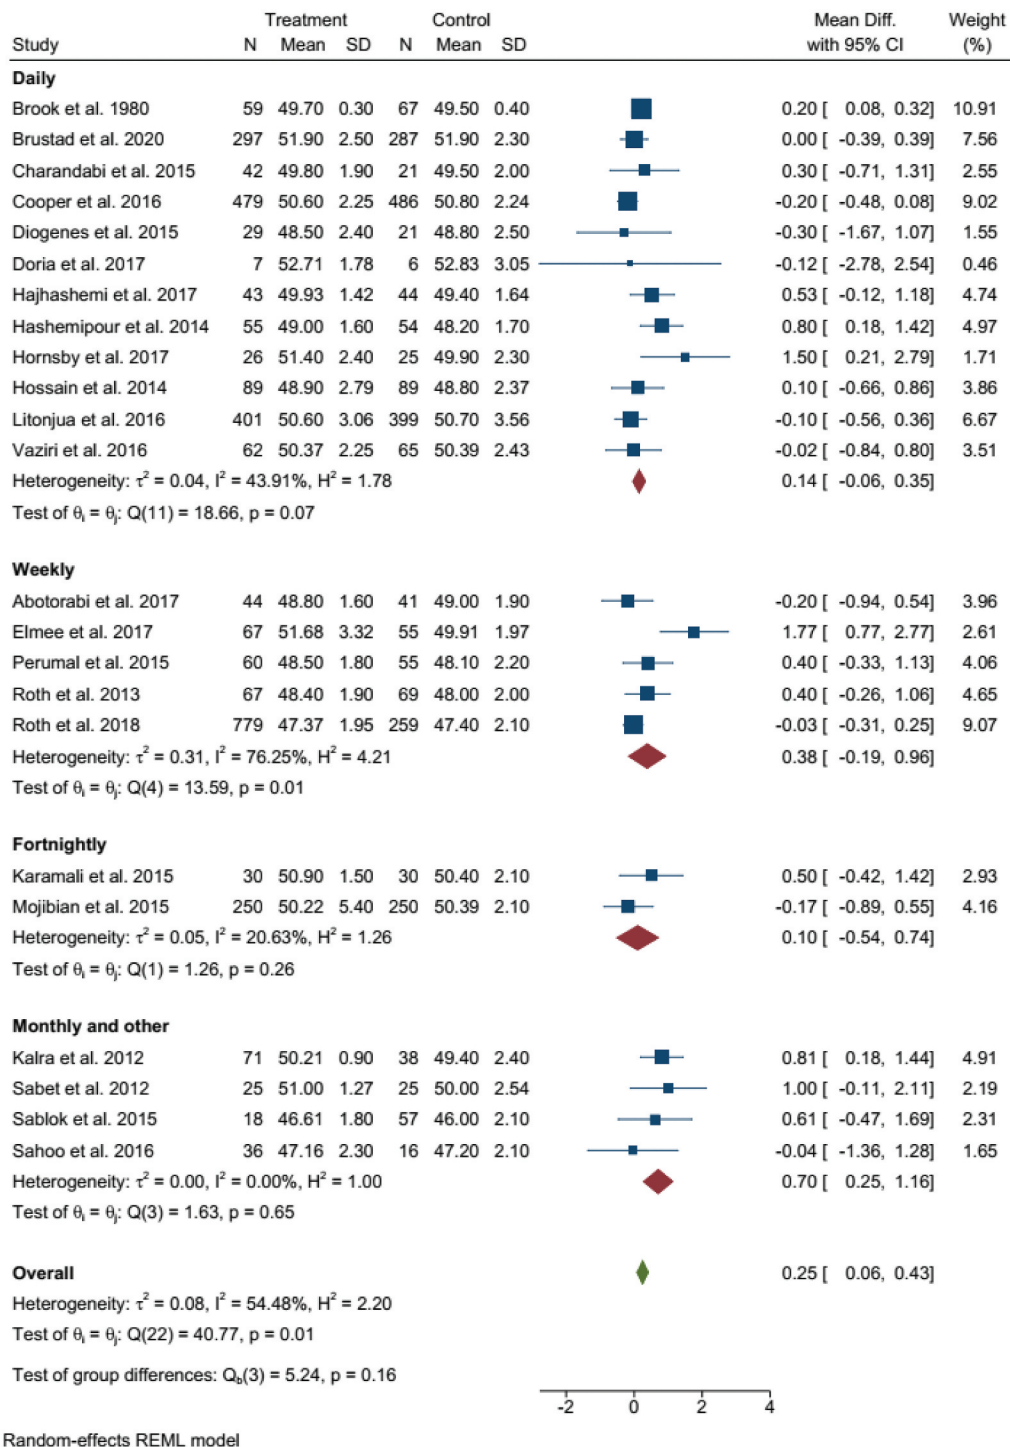 Treatment Control Mean Diff. Weight
Study N Mean SD N Mean SD with 95% CI (%)
Daily
Brook et al. 1980 59 49.70 0.30 67 49.50 0.40 0.20 [ 0.08, 0.32] 10.91
Brustad et al. 2020 297 51.90 2.50 287 51.90 2.30 0.00 [ -0.39, 0.39] 7.56
Charandabi et al. 2015 42 49.80 1.90 21 49.50 2.00 0.30 [ -0.71, 1.31] 2.55
Cooper et al. 2016 479 50.60 2.25 486 50.80 2.24 -0.20 [ -0.48, 0.08] 9.02
Diogenes et al. 2015 29 48.50 2.40 21 48.80 2.50 -0.30 [ -1.67, 1.07] 1.55
Doria et al. 2017 7 52.71 1.78 6 52.83 3.05 -0.12 [ -2.78, 2.54] 0.46
Hajhashemi et al. 2017 43 49.93 1.42 44 49.40 1.64 0.53 [ -0.12, 1.18] 4.74
Hashemipour et al. 2014 55 49.00 1.60 54 48.20 1.70 0.80 [ 0.18, 1.42] 4.97
Hornsby et al. 2017 26 51.40 2.40 25 49.90 2.30 1.50 [ 0.21, 2.79] 1.71
Hossain et al. 2014 89 48.90 2.79 89 48.80 2.37 0.10 [ -0.66, 0.86] 3.86
Litonjua et al. 2016 401 50.60 3.06 399 50.70 3.56 -0.10 [ -0.56, 0.36] 6.67
Vaziri et al. 2016 62 50.37 2.25 65 50.39 2.43 -0.02 [ -0.84, 0.80] 3.51
Heterogeneity: τ² = 0.04, I² = 43.91%, H² = 1.78 0.14 [ -0.06, 0.35]
Test of θᵢ = θⱼ: Q(11) = 18.66, p = 0.07
Weekly
Abotorabi et al. 2017 44 48.80 1.60 41 49.00 1.90 -0.20 [ -0.94, 0.54] 3.96
Elmee et al. 2017 67 51.68 3.32 55 49.91 1.97 1.77 [ 0.77, 2.77] 2.61
Perumal et al. 2015 60 48.50 1.80 55 48.10 2.20 0.40 [ -0.33, 1.13] 4.06
Roth et al. 2013 67 48.40 1.90 69 48.00 2.00 0.40 [ -0.26, 1.06] 4.65
Roth et al. 2018 779 47.37 1.95 259 47.40 2.10 -0.03 [ -0.31, 0.25] 9.07
Heterogeneity: τ² = 0.31, I² = 76.25%, H² = 4.21 0.38 [ -0.19, 0.96]
Test of θᵢ = θⱼ: Q(4) = 13.59, p = 0.01
Fortnightly
Karamali et al. 2015 30 50.90 1.50 30 50.40 2.10 0.50 [ -0.42, 1.42] 2.93
Mojibian et al. 2015 250 50.22 5.40 250 50.39 2.10 -0.17 [ -0.89, 0.55] 4.16
Heterogeneity: τ² = 0.05, I² = 20.63%, H² = 1.26 0.10 [ -0.54, 0.74]
Test of θᵢ = θⱼ: Q(1) = 1.26, p = 0.26
Monthly and other
Kalra et al. 2012 71 50.21 0.90 38 49.40 2.40 0.81 [ 0.18, 1.44] 4.91
Sabet et al. 2012 25 51.00 1.27 25 50.00 2.54 1.00 [ -0.11, 2.11] 2.19
Sablok et al. 2015 18 46.61 1.80 57 46.00 2.10 0.61 [ -0.47, 1.69] 2.31
Sahoo et al. 2016 36 47.16 2.30 16 47.20 2.10 -0.04 [ -1.36, 1.28] 1.65
Heterogeneity: τ² = 0.00, I² = 0.00%, H² = 1.00 0.70 [ 0.25, 1.16]
Test of θᵢ = θⱼ: Q(3) = 1.63, p = 0.65
Overall 0.25 [ 0.06, 0.43]
Heterogeneity: τ² = 0.08, I² = 54.48%, H² = 2.20
Test of θᵢ = θⱼ: Q(22) = 40.77, p = 0.01
Test of group differences: Q_b(3) = 5.24, p = 0.16
-2 0 2 4
Random-effects REML model